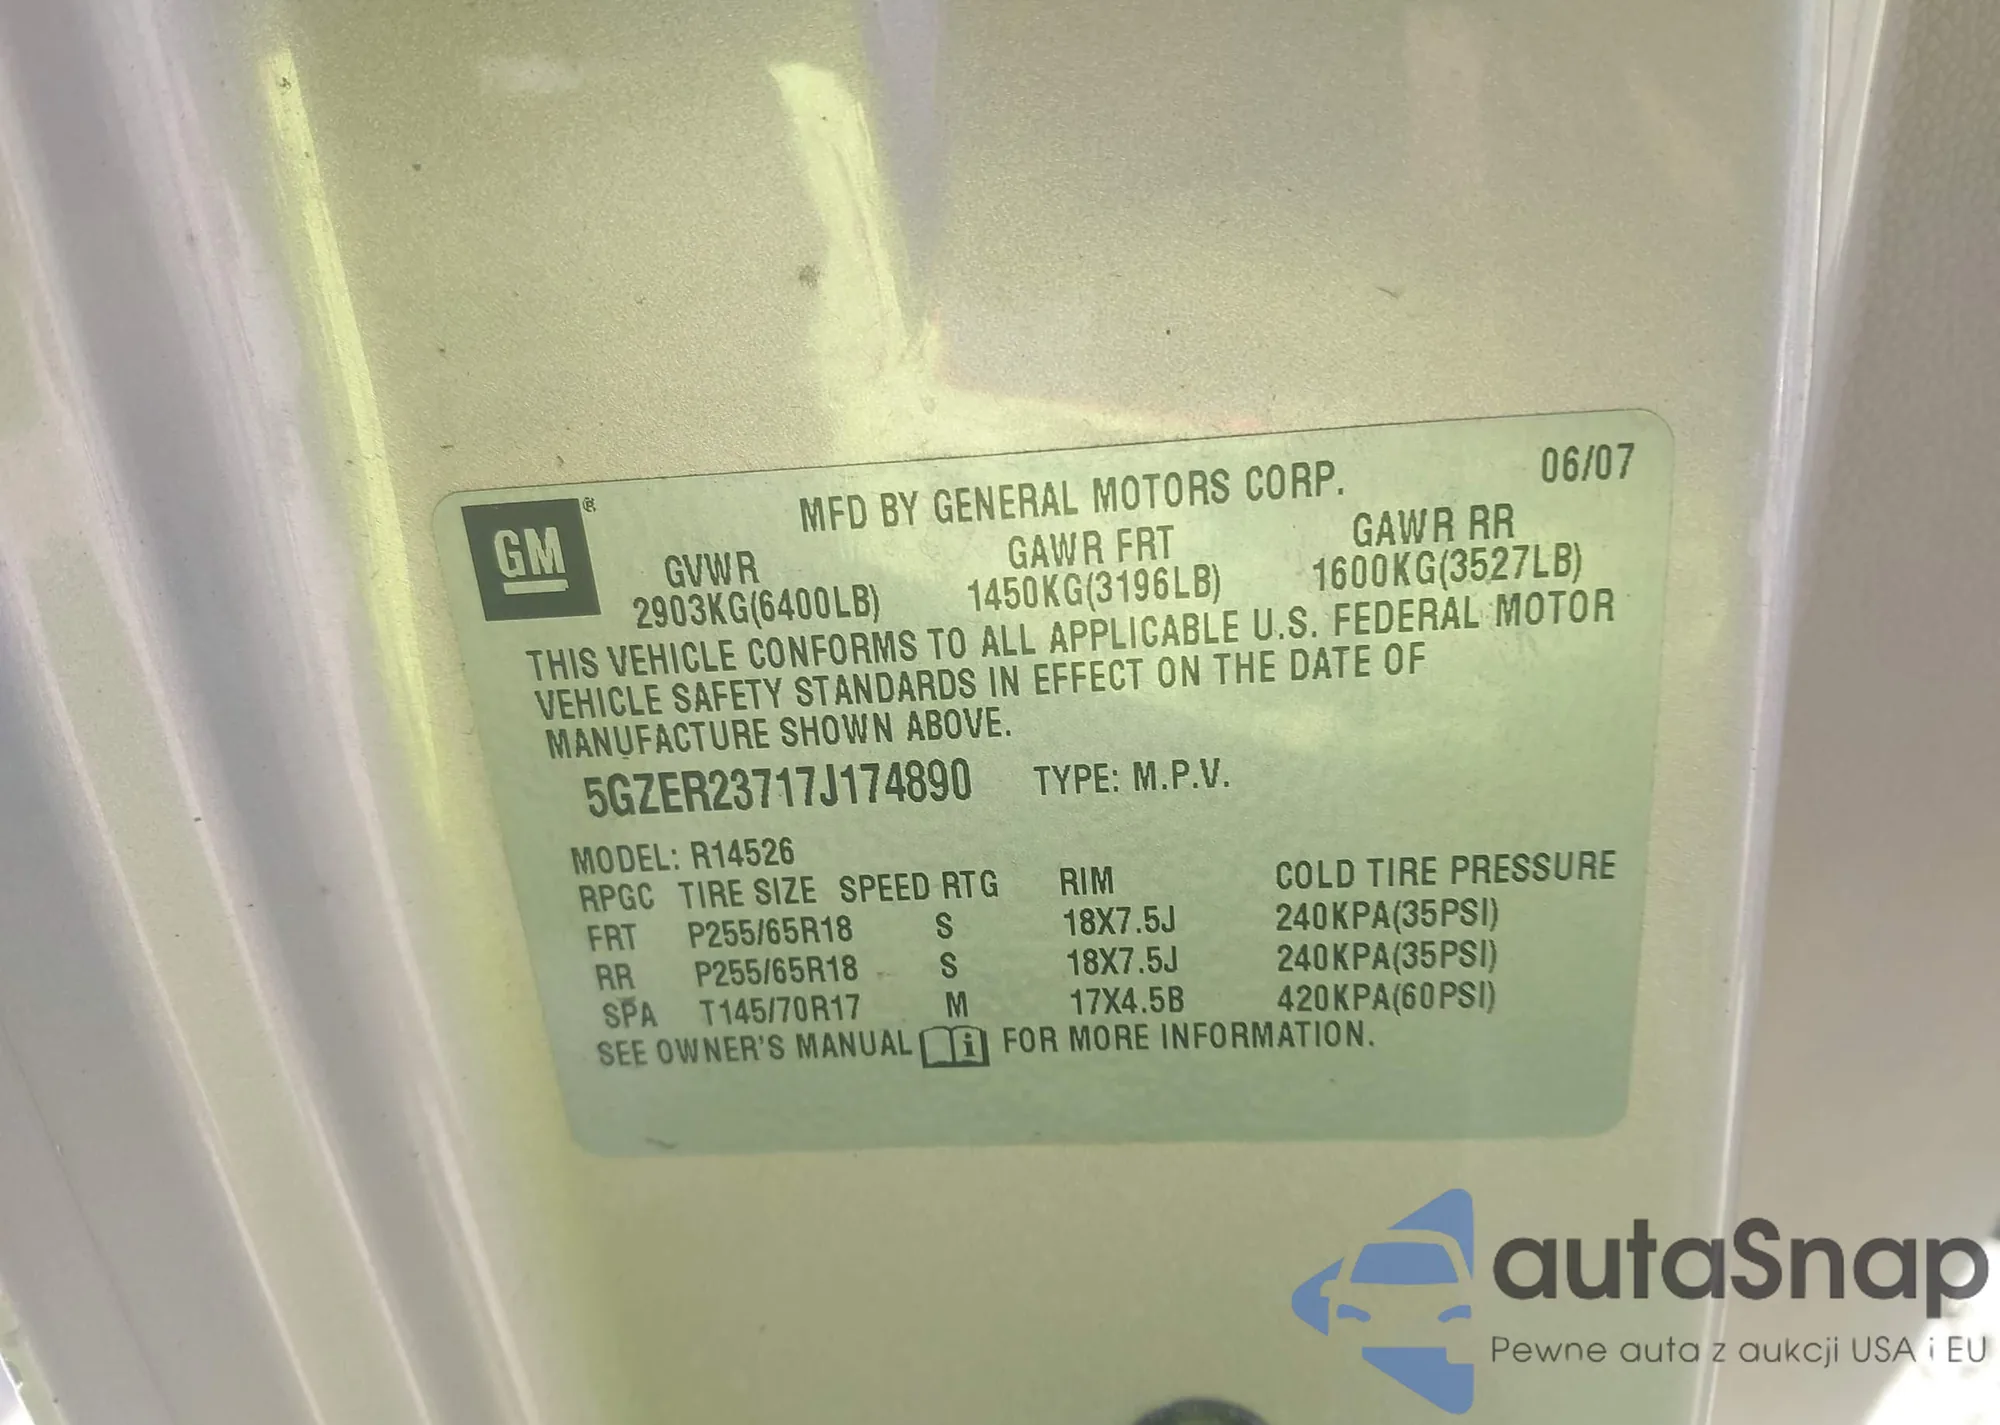 MFD BY GENERAL MOTORS CORP. 06/07
GM®
GVWR GAWR FRT GAWR RR
2903KG(6400LB) 1450KG(3196LB) 1600KG(3527LB)
THIS VEHICLE CONFORMS TO ALL APPLICABLE U.S. FEDERAL MOTOR
VEHICLE SAFETY STANDARDS IN EFFECT ON THE DATE OF
MANUFACTURE SHOWN ABOVE.
5GZER23717J174890 TYPE: M.P.V.
MODEL: R14526
RPGC TIRE SIZE SPEED RTG RIM COLD TIRE PRESSURE
FRT P255/65R18 S 18X7.5J 240KPA(35PSI)
RR P255/65R18 S 18X7.5J 240KPA(35PSI)
SPA T145/70R17 M 17X4.5B 420KPA(60PSI)
SEE OWNER'S MANUAL i FOR MORE INFORMATION.
autaSnap
Pewne auta z aukcji USA i EU